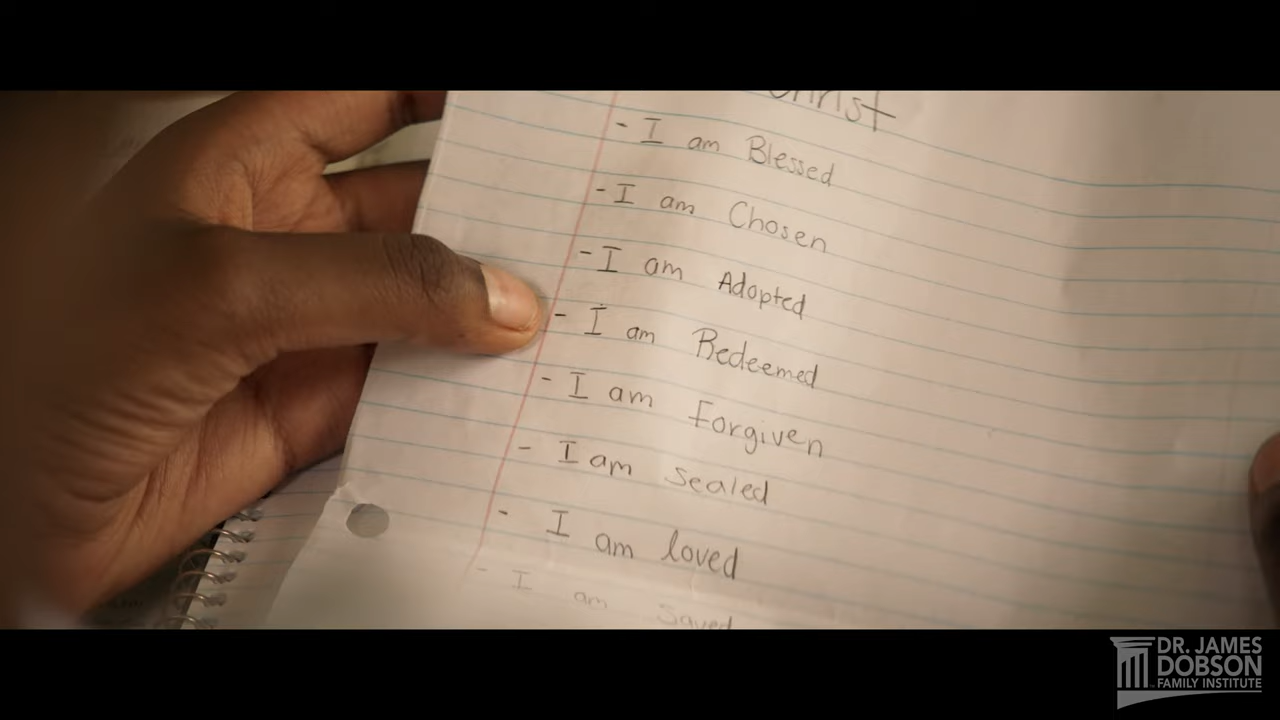 Christ
- I am Blessed
- I am Chosen
- I am Adopted
- I am Redeemed
- I am Forgiven
- I am Sealed
- I am loved
- I am Saved
DR. JAMES
DOBSON
FAMILY INSTITUTE